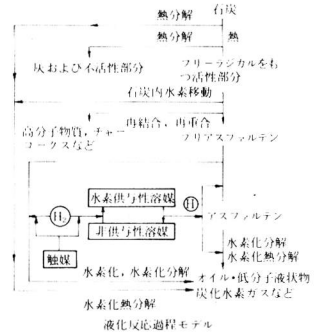 石炭
熱分解
熱分解
熱
灰および不活性部分
フリーラジカルをも
つ活性部分
石炭内水素移動
再結合, 再重合
高分子物質, チャー
コークスなど
プリアスファルテン
水素供与性溶媒
H₂
H
アスファルテン
非供与性溶媒
触媒
水素化分解
水素化熱分解
水素化, 水素化分解
オイル・低分子液状物
炭化水素ガスなど
水素化熱分解
液化反応過程モデル